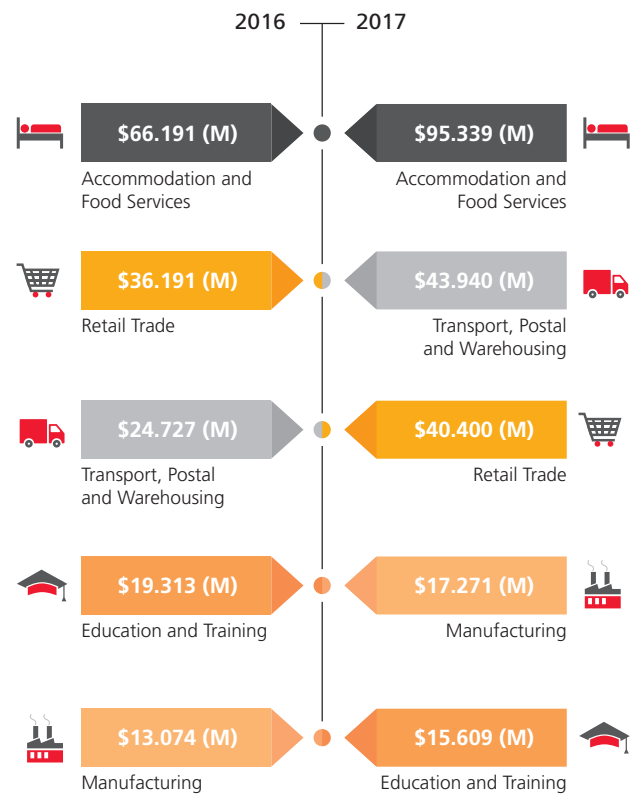 2016 2017
$66.191 (M) $95.339 (M)
Accommodation and Accommodation and
Food Services Food Services
$36.191 (M) $43.940 (M)
Retail Trade Transport, Postal
and Warehousing
$24.727 (M) $40.400 (M)
Transport, Postal Retail Trade
and Warehousing
$19.313 (M) $17.271 (M)
Education and Training Manufacturing
$13.074 (M) $15.609 (M)
Manufacturing Education and Training